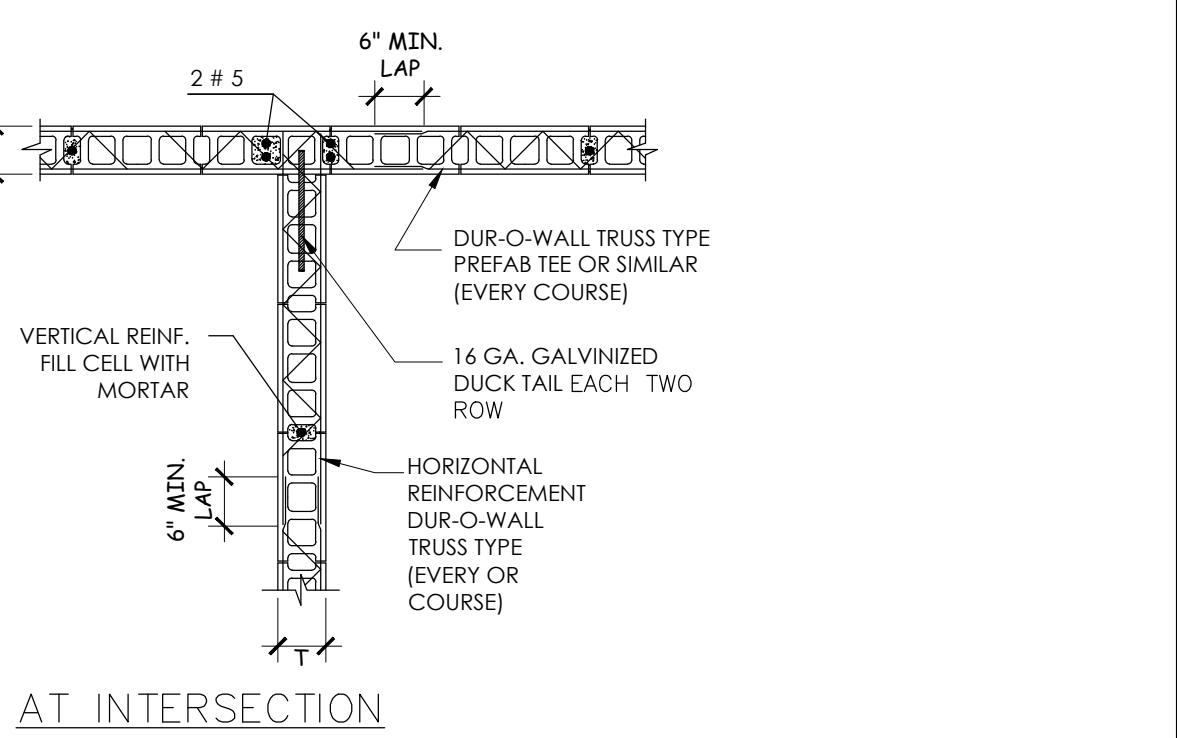 6" MIN.
LAP
2 # 5
DUR-O-WALL TRUSS TYPE
PREFAB TEE OR SIMILAR
(EVERY COURSE)
VERTICAL REINF.
FILL CELL WITH
MORTAR
16 GA. GALVINIZED
DUCK TAIL EACH TWO
ROW
6" MIN.
LAP
HORIZONTAL
REINFORCEMENT
DUR-O-WALL
TRUSS TYPE
(EVERY OR
COURSE)
T
AT INTERSECTION